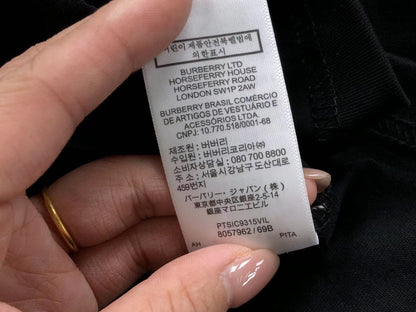 어린이 제품안전특별법에
의한표시
BURBERRY LTD
HORSEFERRY HOUSE
HORSEFERRY ROAD
LONDON SW1P 2AW
BURBERRY BRASIL COMÉRCIO
DE ARTIGOS DE VESTUÁRIO E
ACESSÓRIOS LTDA.
CNPJ: 10.770.518/0001-68
제조원 : 버버리
수입원 : 버버리코리아㈜
소비자상담실 : 080 700 8800
주소 : 서울시강남구 도산대로
459번지
バーバリー・ジャパン(株)
東京都中央区銀座2-5-14
銀座マロニエビル
PTSIC9315VIL
8057962 / 69B
AH PITA